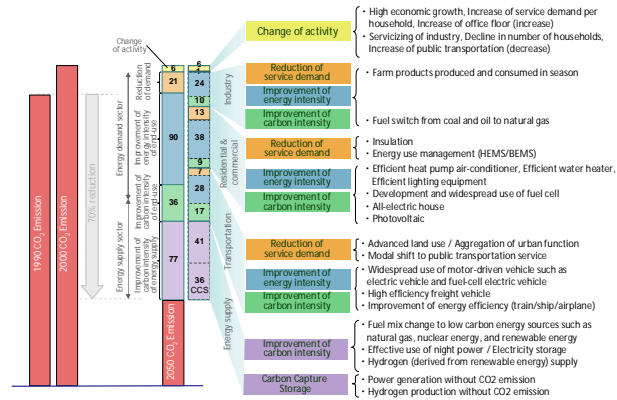 Change
of activity
6
21
90
36
77
6
24
10
13
38
9
7
28
17
41
36
CCS
1990 CO2 Emission
2000 CO2 Emission
70% reduction
2050 CO2 Emission
Energy demand sector
Energy supply sector
Reduction
of demand
Improvement of
energy intensity
of end-use
Improvement of
carbon intensity
of end-use
Improvement of
carbon intensity
of energy supply
Industry
Residential &
commercial
Transportation
Energy supply
Change of activity
・High economic growth, Increase of service demand per
household, Increase of office floor (increase)
・Servicizing of industry, Decline in number of households,
Increase of public transportation (decrease)
Reduction of
service demand
Improvement of
energy intensity
Improvement of
carbon intensity
・Farm products produced and consumed in season
・Fuel switch from coal and oil to natural gas
Reduction of
service demand
Improvement of
energy intensity
Improvement of
carbon intensity
・Insulation
・Energy use management (HEMS/BEMS)
・Efficient heat pump air-conditioner, Efficient water heater,
Efficient lighting equipment
・Development and widespread use of fuel cell
・All-electric house
・Photovoltaic
Reduction of
service demand
Improvement of
energy intensity
Improvement of
carbon intensity
・Advanced land use / Aggregation of urban function
・Modal shift to public transportation service
・Widespread use of motor-driven vehicle such as
electric vehicle and fuel-cell electric vehicle
・High efficiency freight vehicle
・Improvement of energy efficiency (train/ship/airplane)
Improvement of
carbon intensity
・Fuel mix change to low carbon energy sources such as
natural gas, nuclear energy, and renewable energy
・Effective use of night power / Electricity storage
・Hydrogen (derived from renewable energy) supply
Carbon Capture
Storage
・Power generation without CO2 emission
・Hydrogen production without CO2 emission